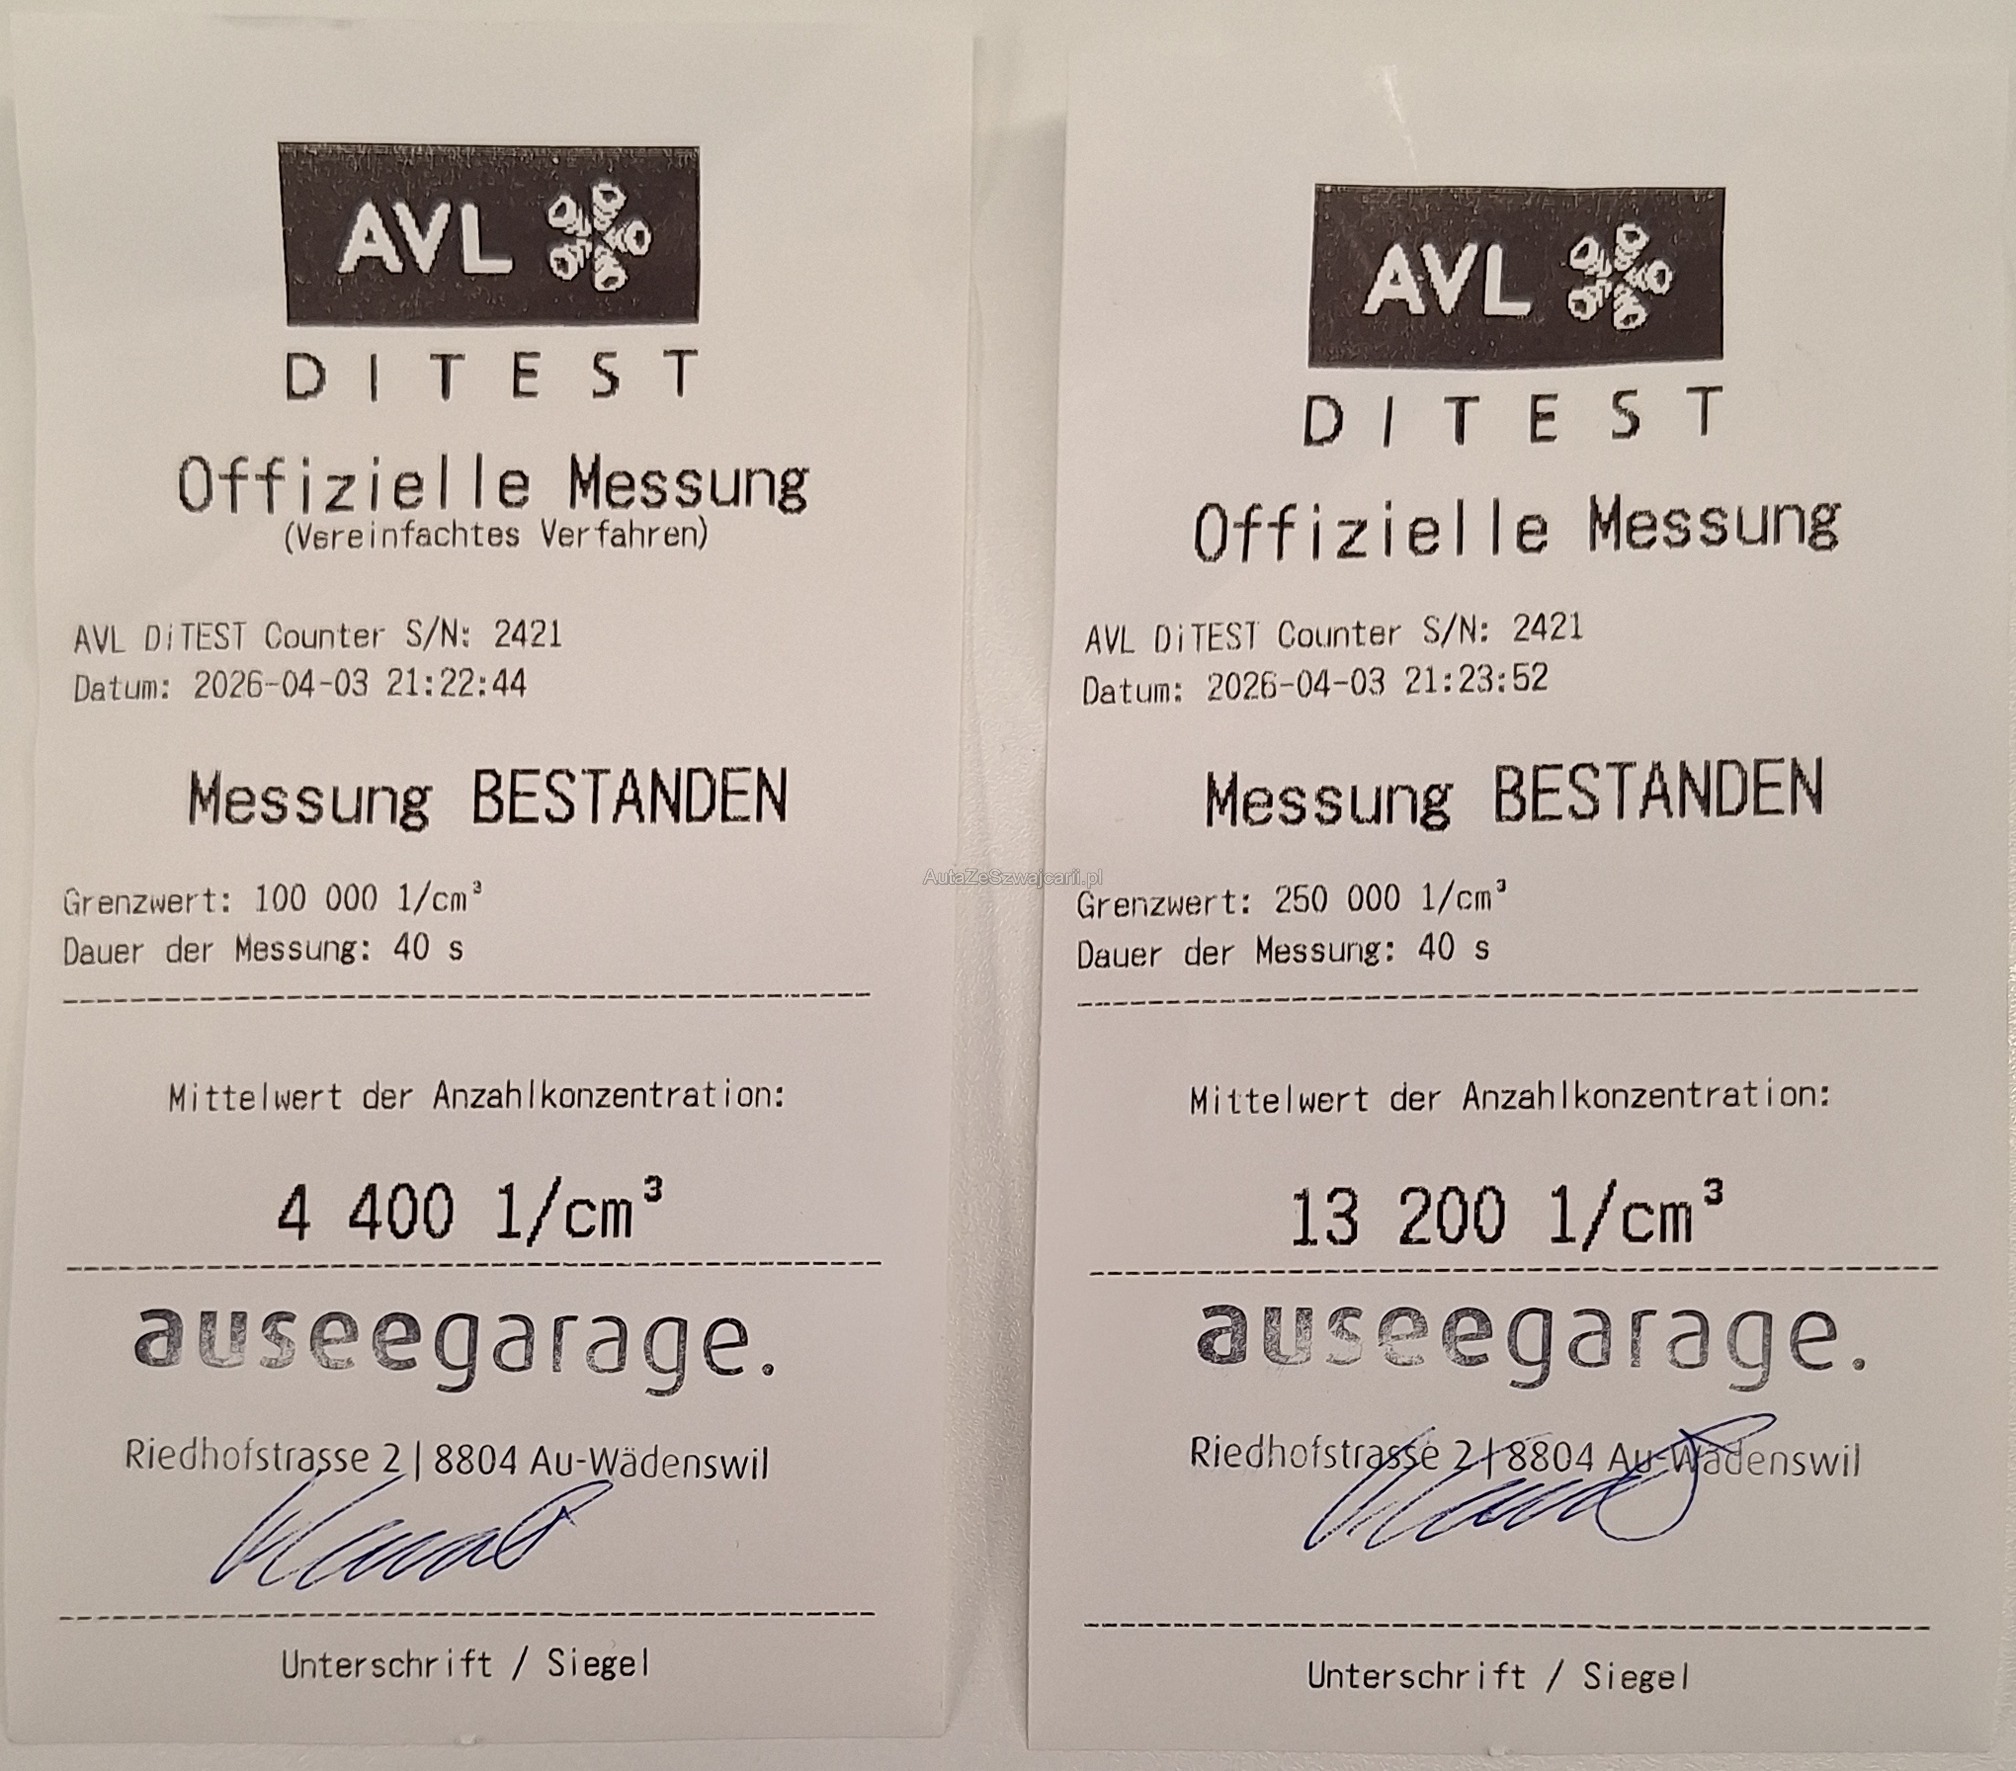 AVL
DITEST
Offizielle Messung
(Vereinfachtes Verfahren)
AVL DiTEST Counter S/N: 2421
Datum: 2026-04-03 21:22:44
Messung BESTANDEN
Grenzwert: 100 000 1/cm³
Dauer der Messung: 40 s
Mittelwert der Anzahlkonzentration:
4 400 1/cm³
auseegarage.
Riedhofstrasse 2 | 8804 Au-Wädenswil
Unterschrift / Siegel
AutaZeSzwajcarii.pl
AVL
DITEST
Offizielle Messung
AVL DiTEST Counter S/N: 2421
Datum: 2026-04-03 21:23:52
Messung BESTANDEN
Grenzwert: 250 000 1/cm³
Dauer der Messung: 40 s
Mittelwert der Anzahlkonzentration:
13 200 1/cm³
auseegarage.
Riedhofstrasse 2 | 8804 Au-Wädenswil
Unterschrift / Siegel